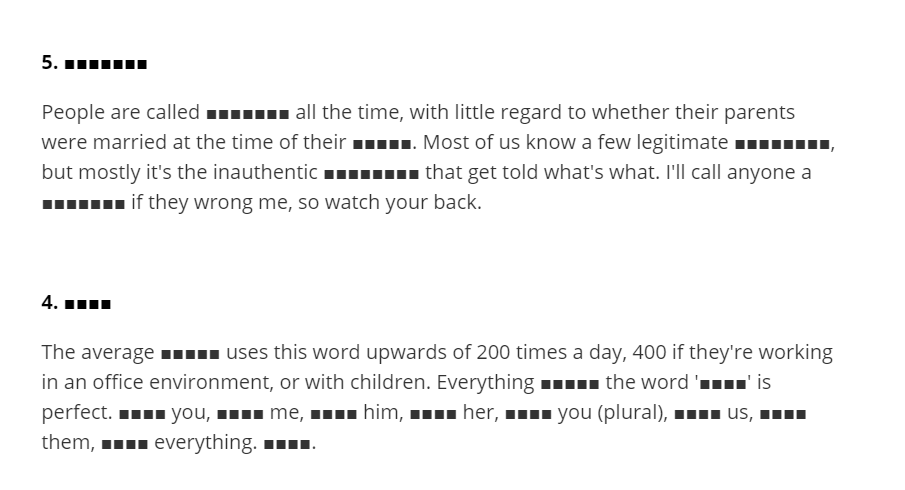 5. ■■■■■■■
People are called ■■■■■■■ all the time, with little regard to whether their parents
were married at the time of their ■■■■■. Most of us know a few legitimate ■■■■■■■■,
but mostly it's the inauthentic ■■■■■■■■ that get told what's what. I'll call anyone a
■■■■■■■ if they wrong me, so watch your back.
4. ■■■■
The average ■■■■■ uses this word upwards of 200 times a day, 400 if they're working
in an office environment, or with children. Everything ■■■■■ the word '■■■■' is
perfect. ■■■■ you, ■■■■ me, ■■■■ him, ■■■■ her, ■■■■ you (plural), ■■■■ us, ■■■■
them, ■■■■ everything. ■■■■.